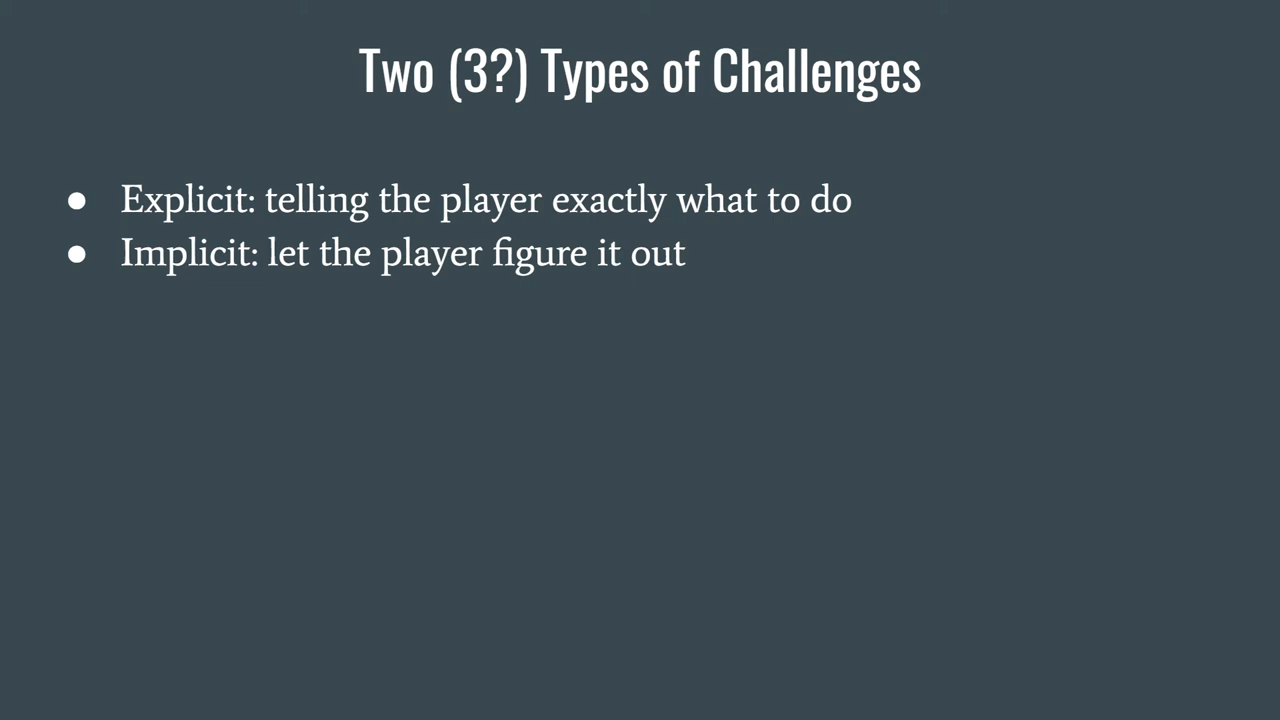 Two (3?) Types of Challenges
● Explicit: telling the player exactly what to do
● Implicit: let the player figure it out